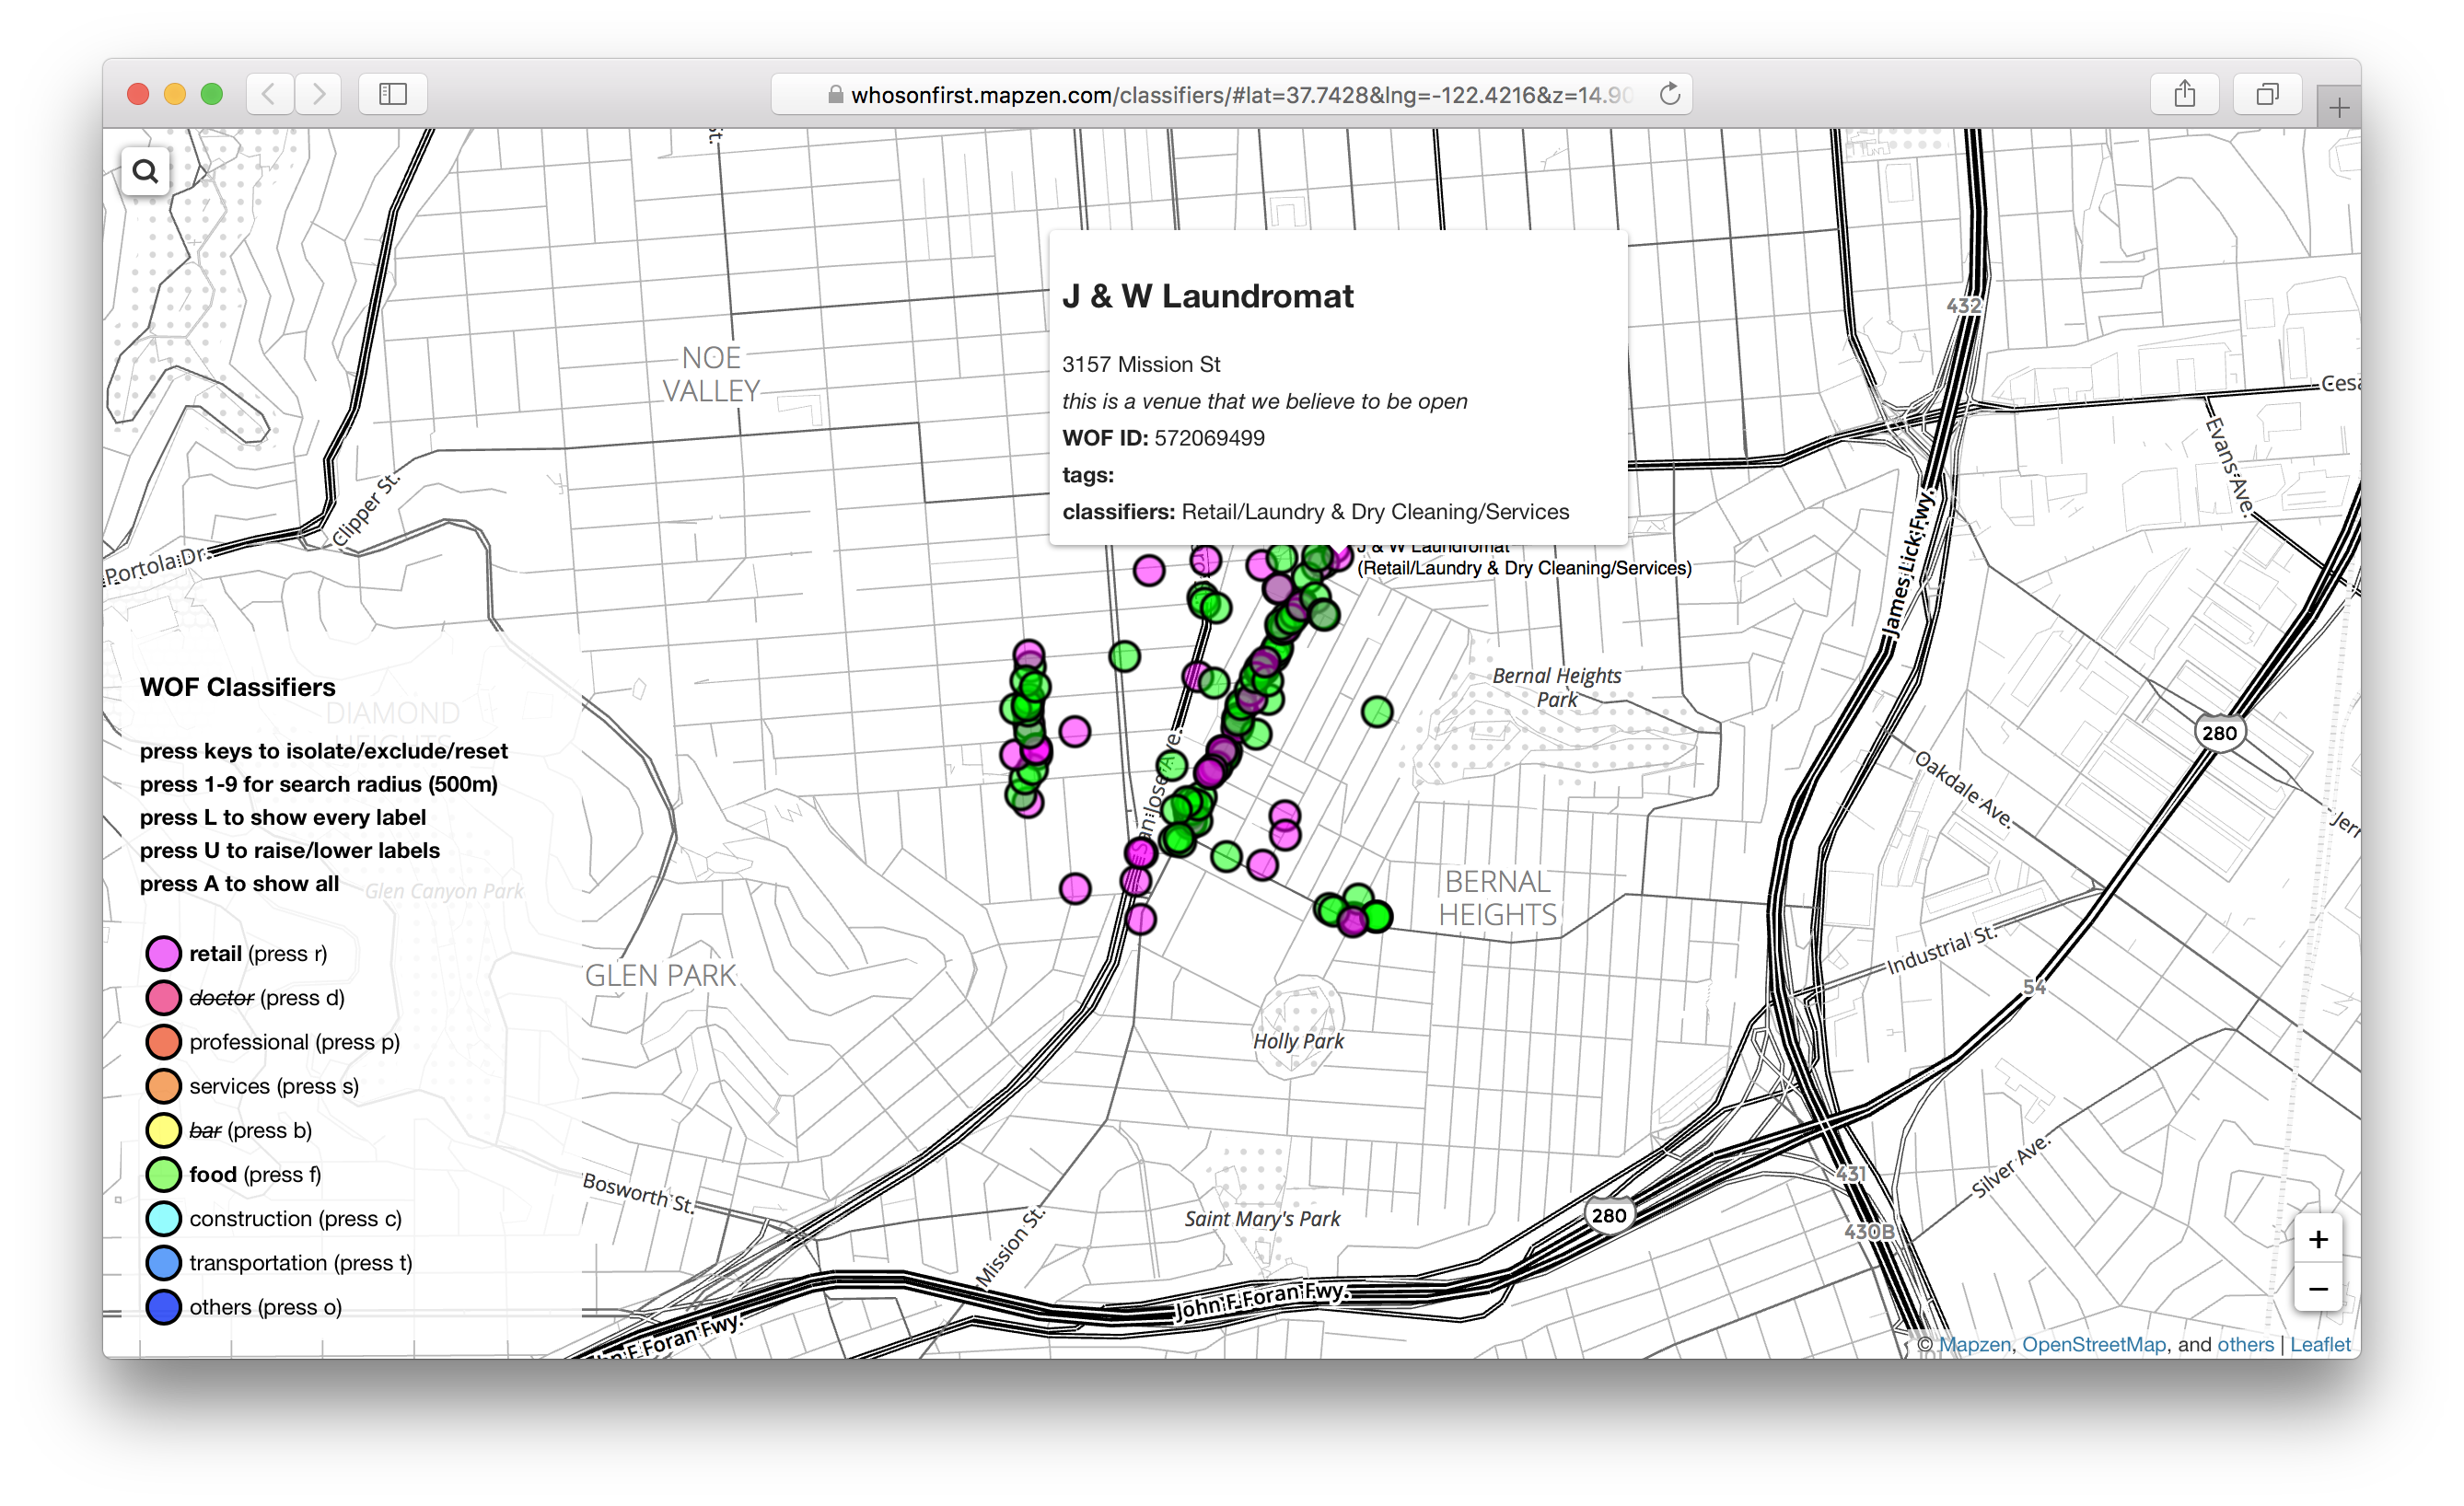 whosonfirst.mapzen.com/classifiers/#lat=37.7428&lng=-122.4216&z=14.90
St.
432
NOE
VALLEY
J & W Laundromat
3157 Mission St
this is a venue that we believe to be open
WOF ID: 572069499
tags:
classifiers: Retail/Laundry & Dry Cleaning/Services
J & W Laundromat
(Retail/Laundry & Dry Cleaning/Services)
Clipper St.
Portola Dr.
Evans Ave.
James Lick Fwy.
Bernal Heights
Park
280
Oakdale Ave.
San Jose Ave.
WOF Classifiers
DIAMOND
HEIGHTS
press keys to isolate/exclude/reset
press 1-9 for search radius (500m)
press L to show every label
press U to raise/lower labels
press A to show all
Glen Canyon Park
BERNAL
HEIGHTS
Industrial St.
GLEN PARK
54
Holly Park
retail (press r)
doctor (press d)
professional (press p)
services (press s)
bar (press b)
food (press f)
construction (press c)
transportation (press t)
others (press o)
Bosworth St.
Mission St.
Saint Mary's Park
280
431
430B
Silver Ave.
John F Foran Fwy.
John F Foran Fwy.
+
−
© Mapzen, OpenStreetMap, and others | Leaflet